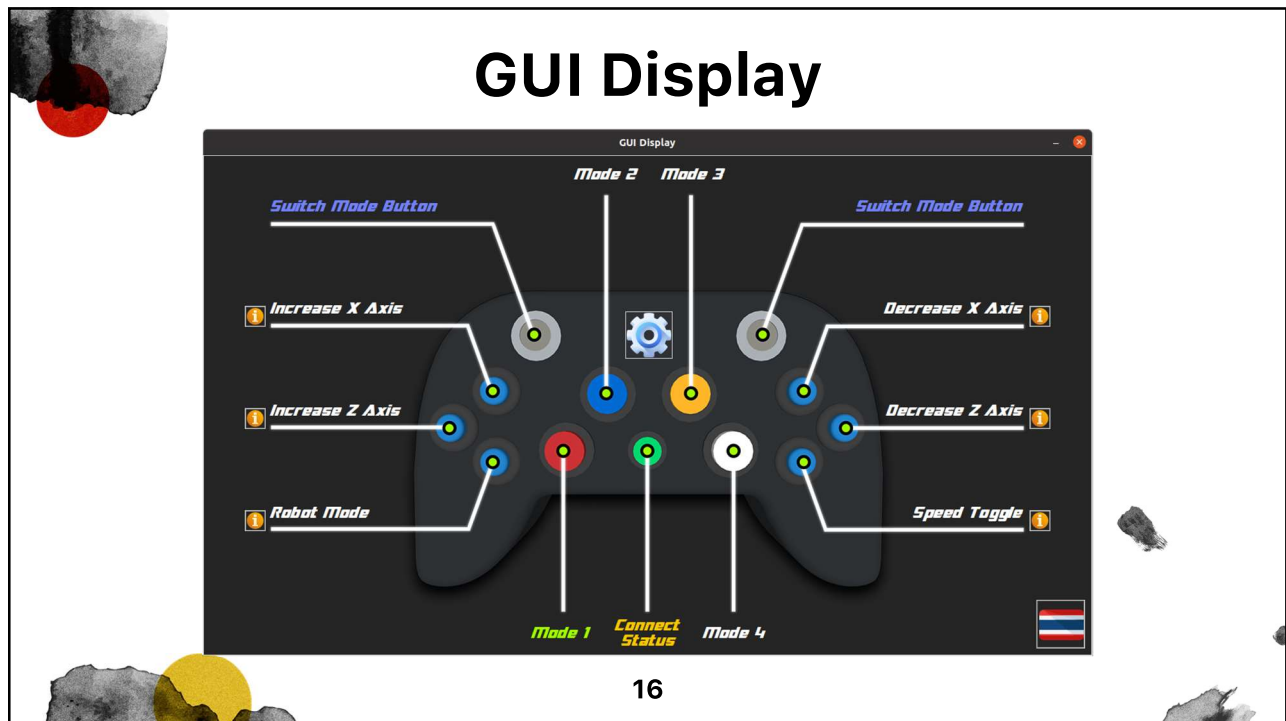 GUI Display
GUI Display
Mode 2 Mode 3
Switch Mode Button
Switch Mode Button
Increase X Axis
Decrease X Axis
Increase Z Axis
Decrease Z Axis
Robot Mode
Speed Toggle
Mode 1
Connect
Status
Mode 4
16